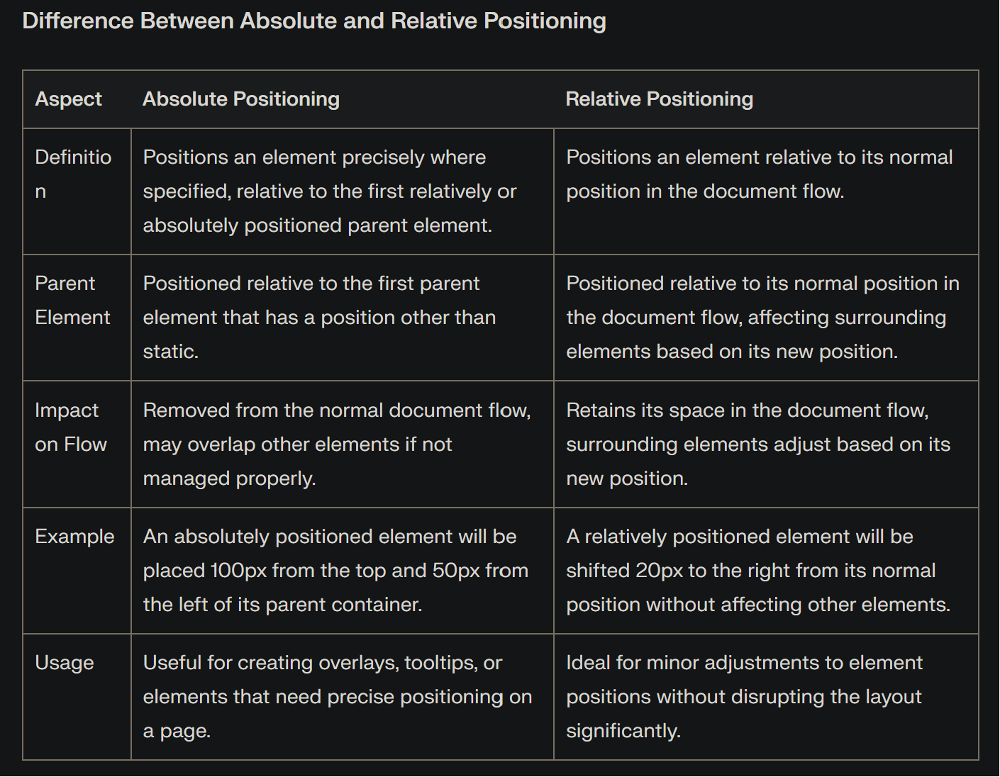 Difference Between Absolute and Relative Positioning
Aspect
Absolute Positioning
Relative Positioning
Definitio
n
Positions an element precisely where
specified, relative to the first relatively or
absolutely positioned parent element.
Positions an element relative to its normal
position in the document flow.
Parent
Element
Positioned relative to the first parent
element that has a position other than
static.
Positioned relative to its normal position in
the document flow, affecting surrounding
elements based on its new position.
Impact
on Flow
Removed from the normal document flow,
may overlap other elements if not
managed properly.
Retains its space in the document flow,
surrounding elements adjust based on its
new position.
Example
An absolutely positioned element will be
placed 100px from the top and 50px from
the left of its parent container.
A relatively positioned element will be
shifted 20px to the right from its normal
position without affecting other elements.
Usage
Useful for creating overlays, tooltips, or
elements that need precise positioning on
a page.
Ideal for minor adjustments to element
positions without disrupting the layout
significantly.